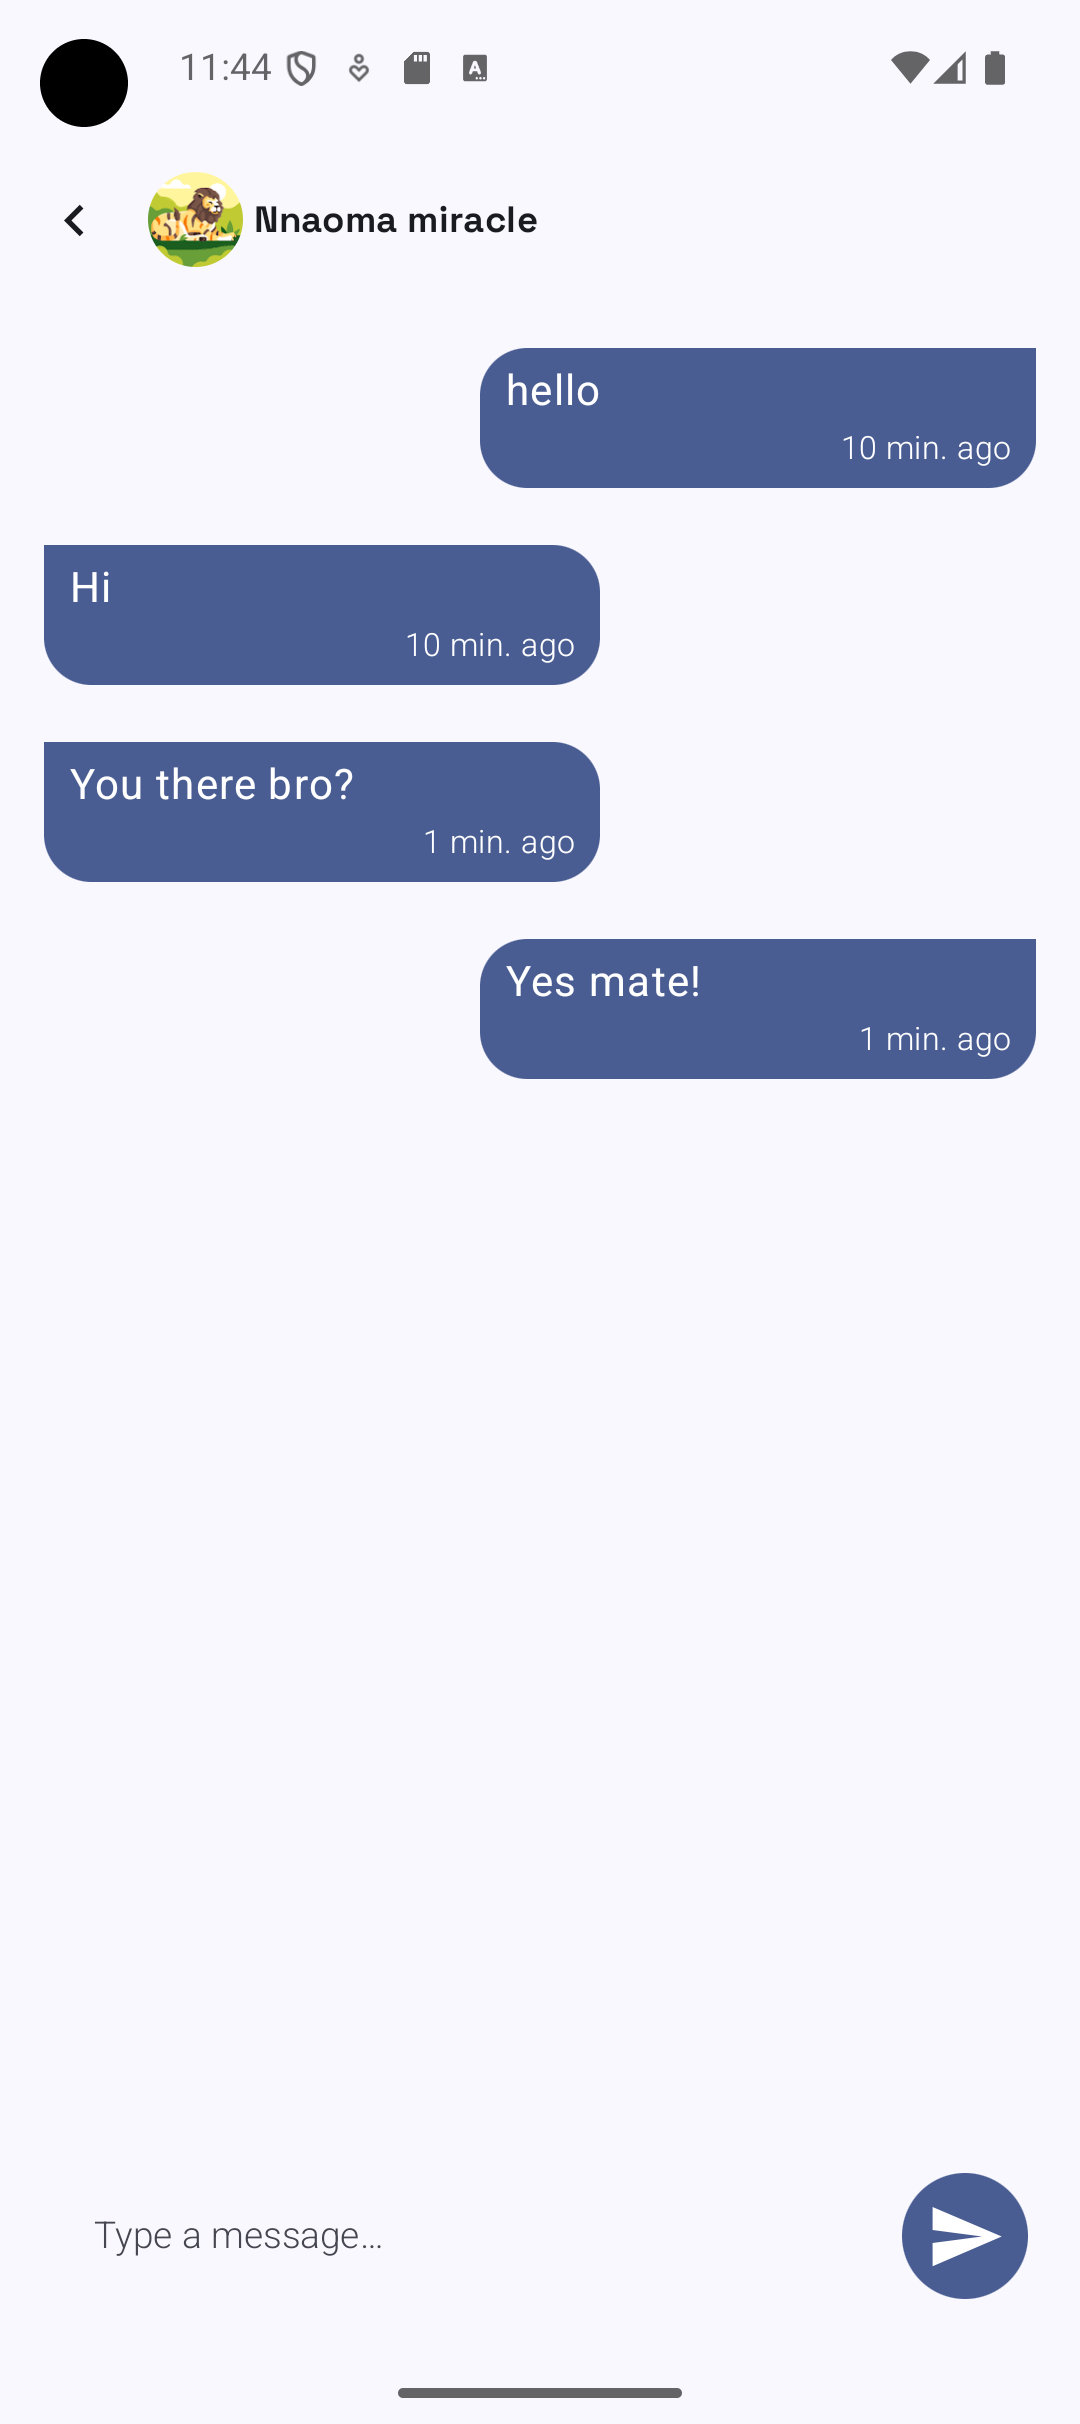 11:44
Nnaoma miracle
hello
10 min. ago
Hi
10 min. ago
You there bro?
1 min. ago
Yes mate!
1 min. ago
Type a message...